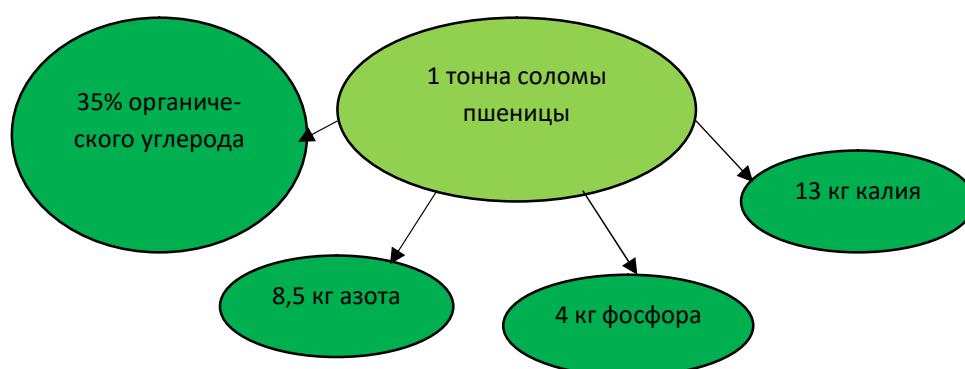 1 тонна соломы
пшеницы
35% органиче-
ского углерода
13 кг калия
8,5 кг азота
4 кг фосфора